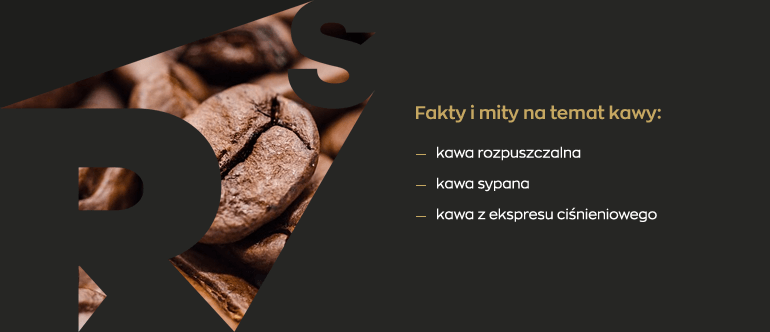 S
R
Fakty i mity na temat kawy:
– kawa rozpuszczalna
– kawa sypana
– kawa z ekspresu ciśnieniowego